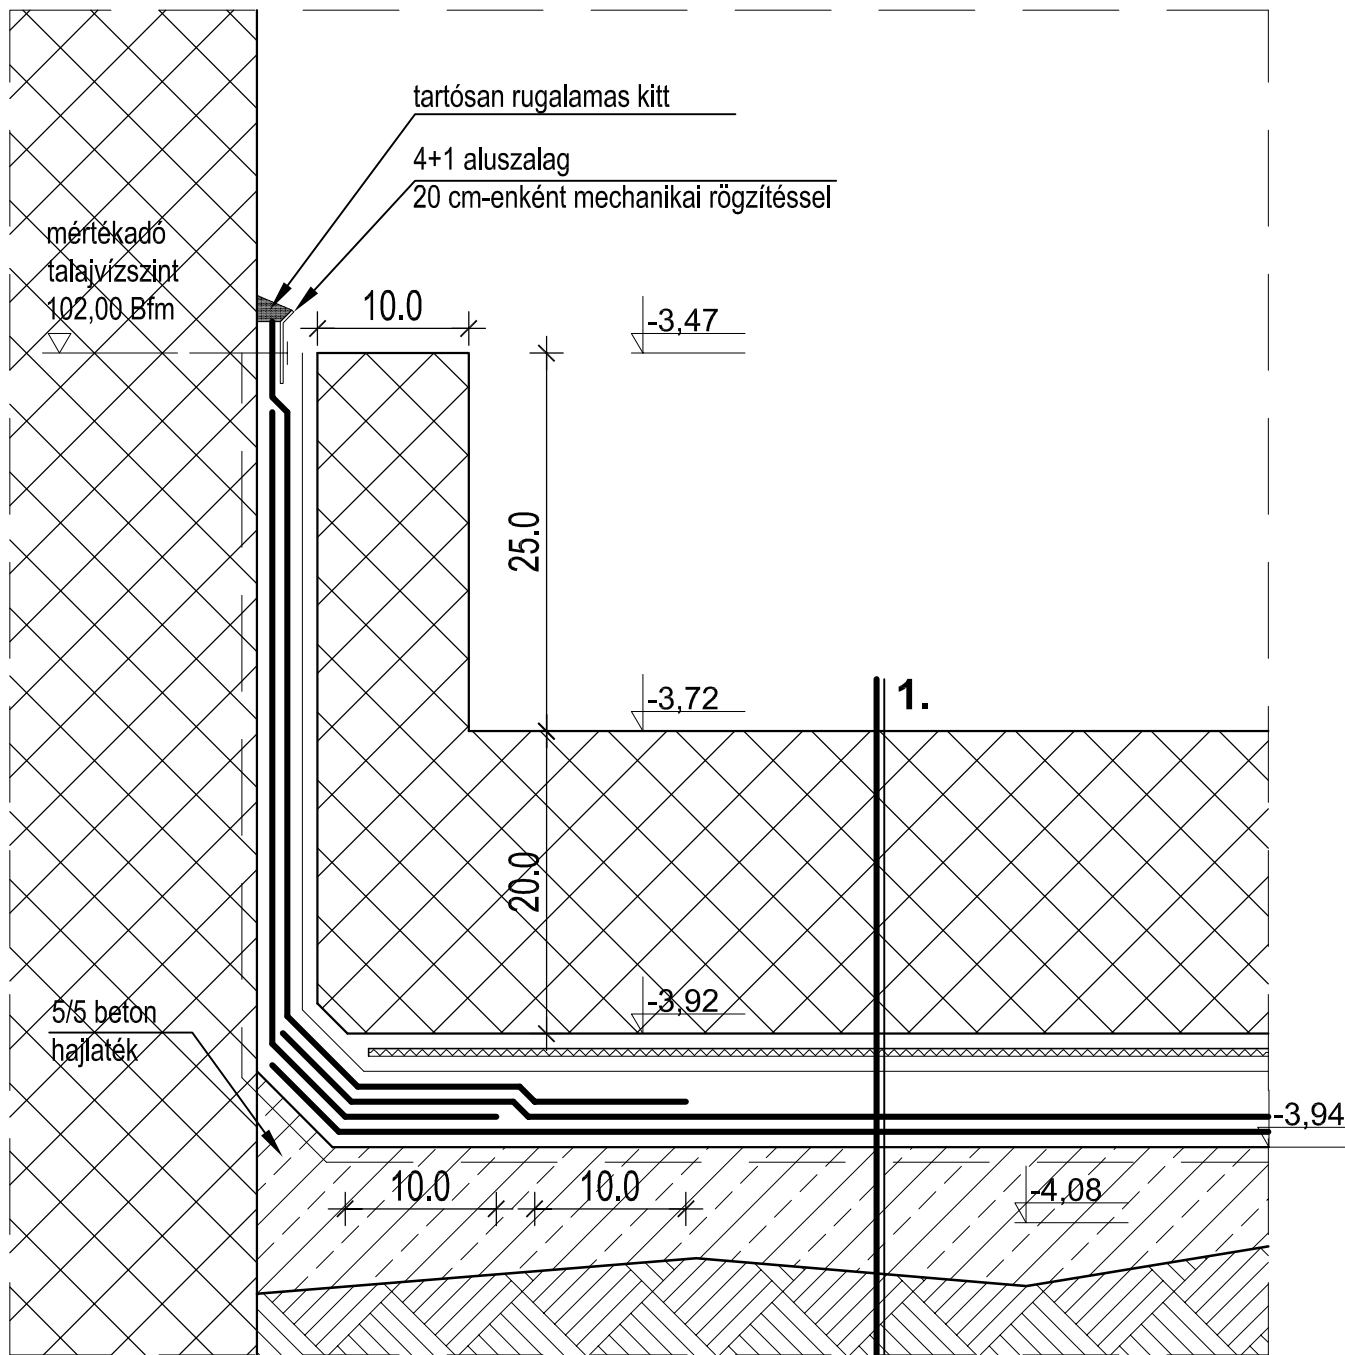 tartósan rugalamas kitt
4+1 aluszalag
20 cm-enként mechanikai rögzítéssel
mértékadó
talajvízszint
102,00 Bfm
10.0
-3,47
25.0
-3,72
1.
20.0
-3,92
5/5 beton
hajlaték
-3,94
10.0
10.0
-4,08